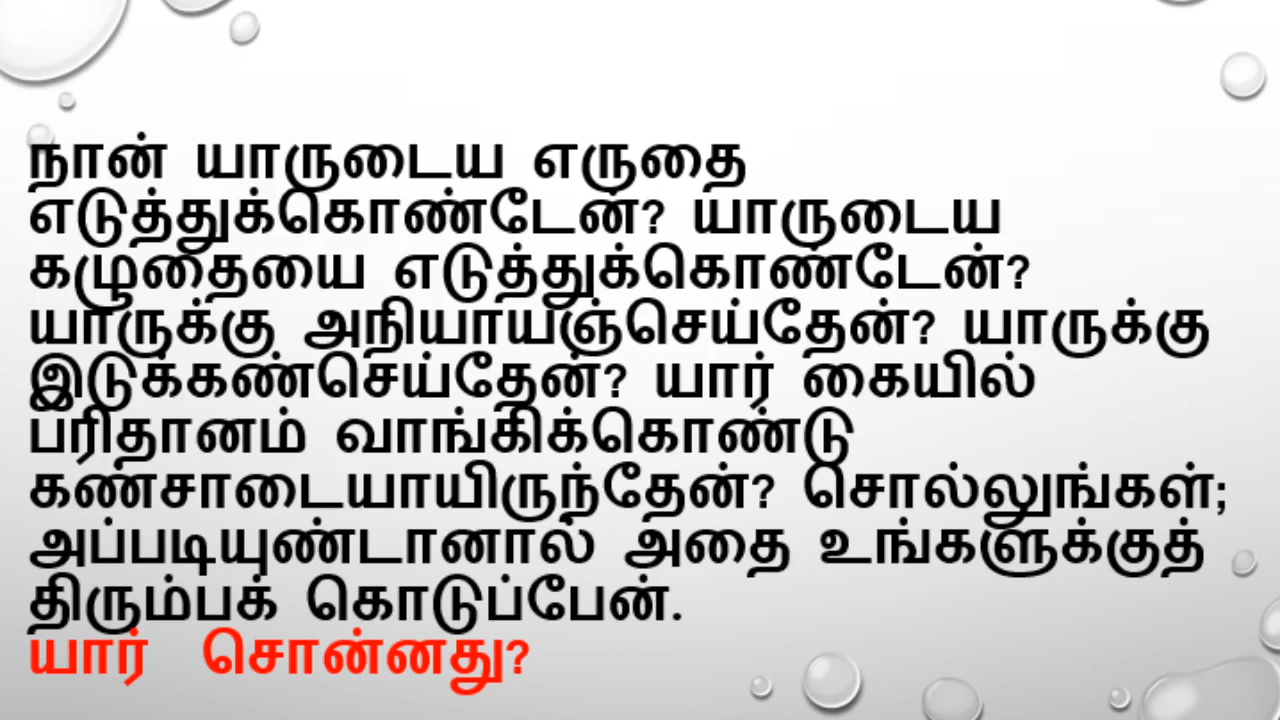 நான் யாருடைய எருதை
எடுத்துக்கொண்டேன்? யாருடைய
கழுதையை எடுத்துக்கொண்டேன்?
யாருக்கு அநியாயஞ்செய்தேன்? யாருக்கு
இடுக்கண்செய்தேன்? யார் கையில்
பரிதானம் வாங்கிக்கொண்டு
கண்சாடையாயிருந்தேன்? சொல்லுங்கள்;
அப்படியுண்டானால் அதை உங்களுக்குத்
திரும்பக் கொடுப்பேன்.
யார் சொன்னது?